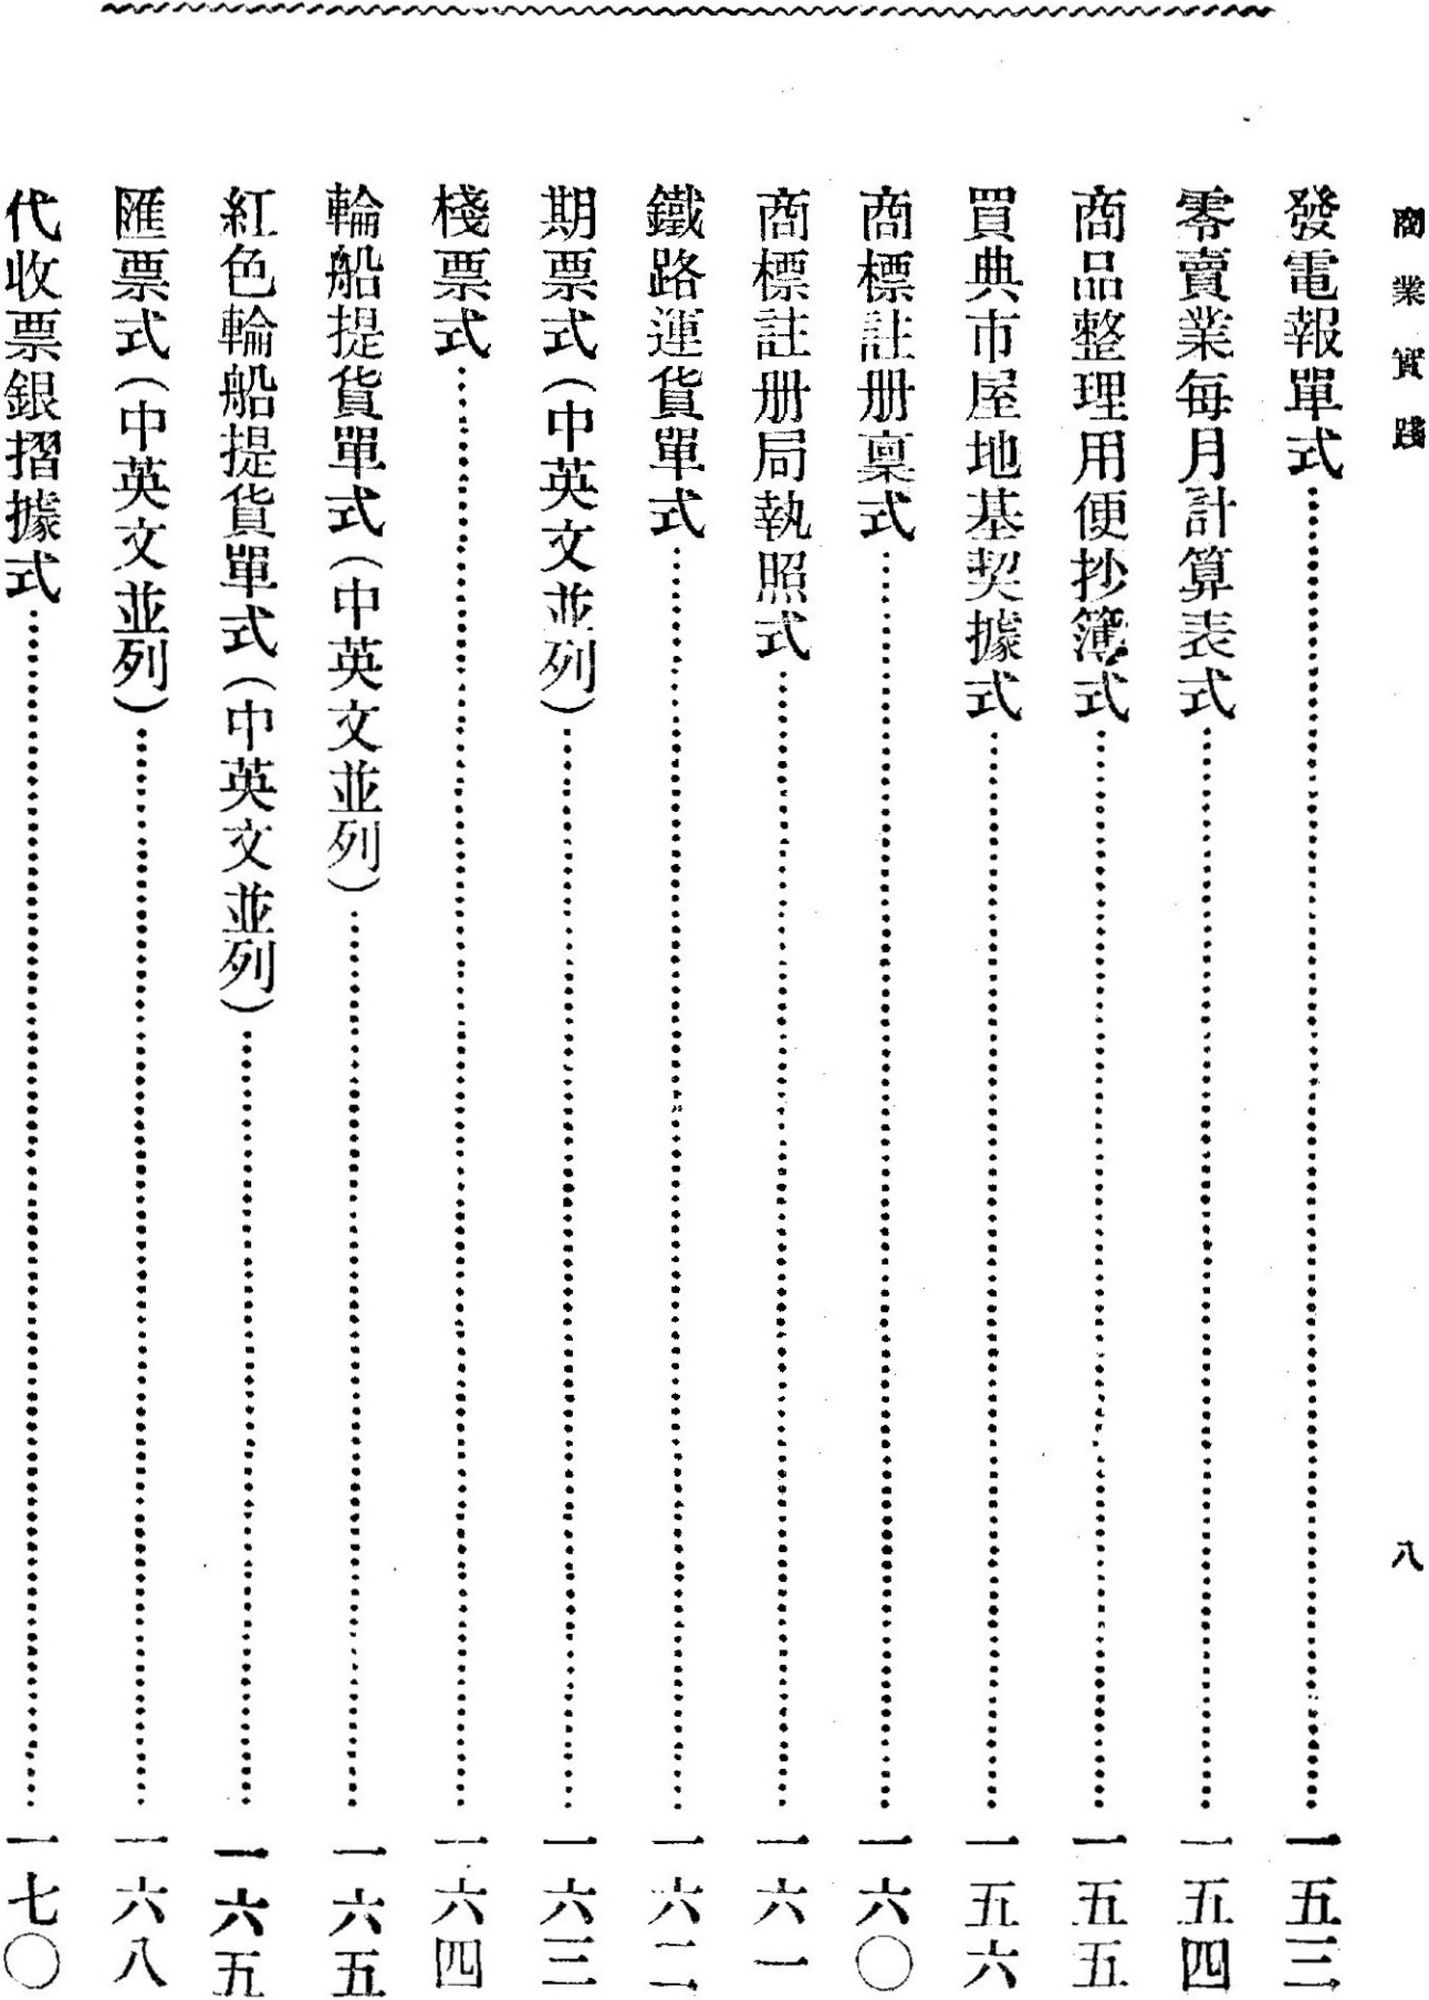 商業實踐 八
發電報單式……一五三
零賣業每月計算表式……一五四
商品整理用便抄簿式……一五五
買典市屋地基契據式……一五六
商標註册稟式……一六〇
商標註册局執照式……一六一
鐵路運貨單式……一六二
期票式(中英文並列)……一六三
棧票式……一六四
輪船提貨單式(中英文並列)……一六五
紅色輪船提貨單式(中英文並列)……一六五
匯票式(中英文並列)……一六八
代收票銀摺據式……一七〇